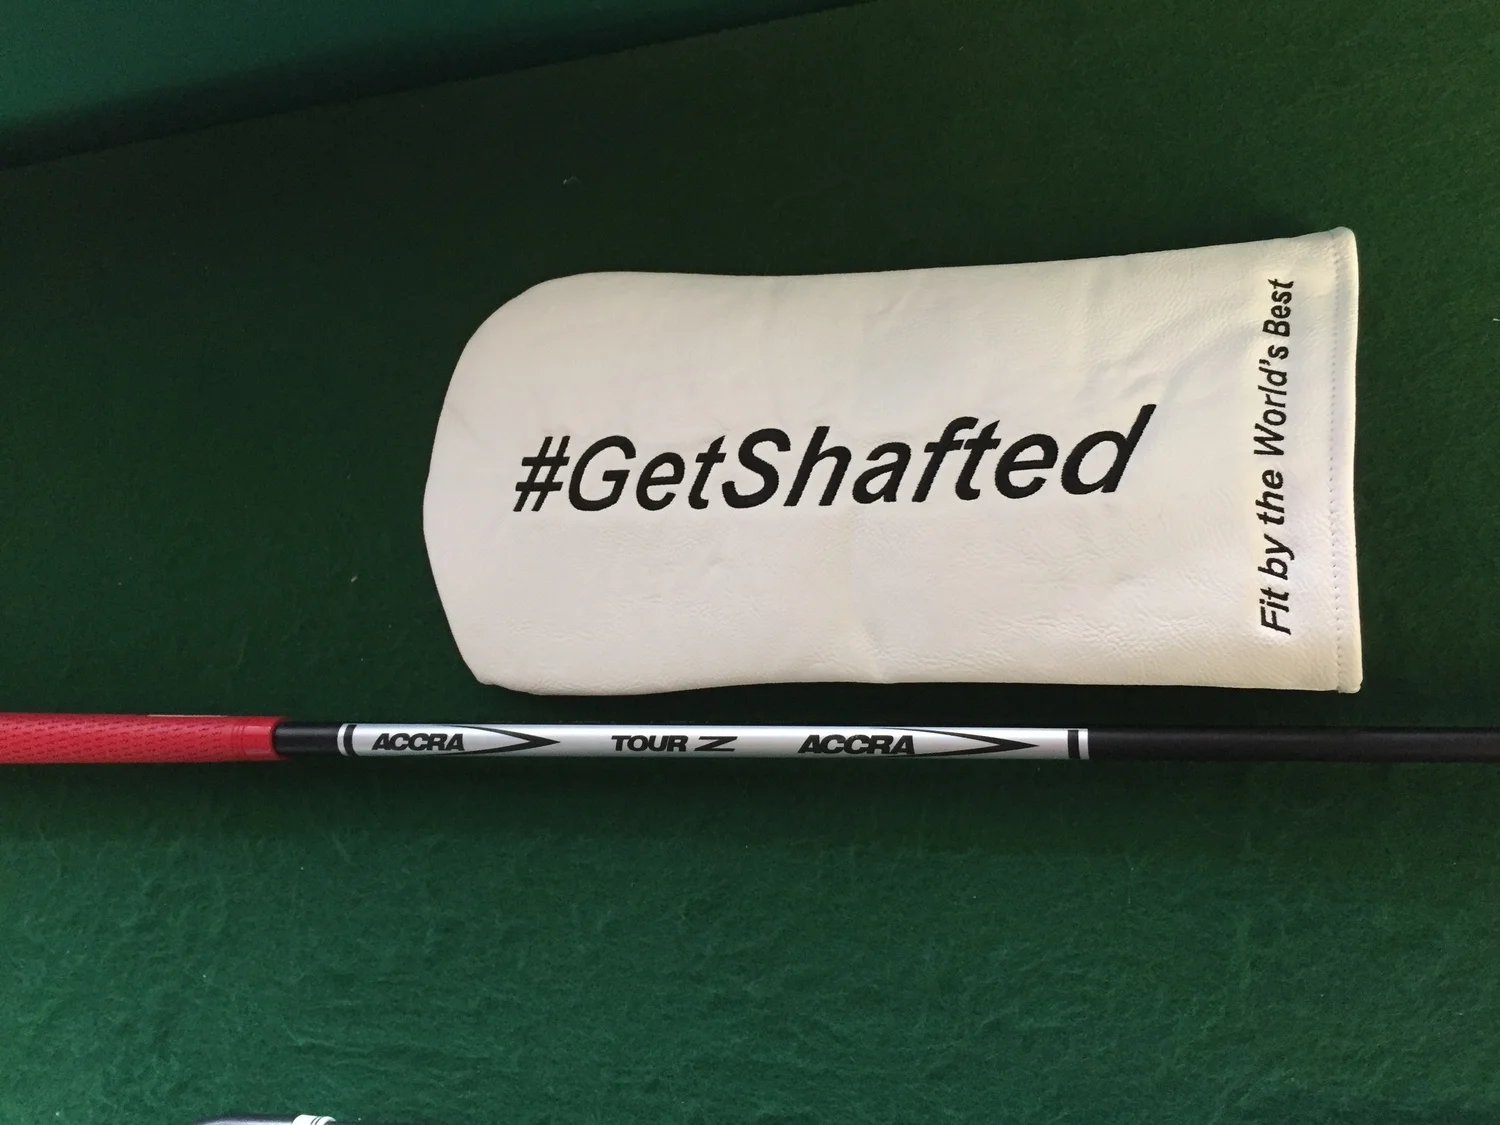 #GetShafted
Fit by the World's Best
ACCRA TOUR Z ACCRA